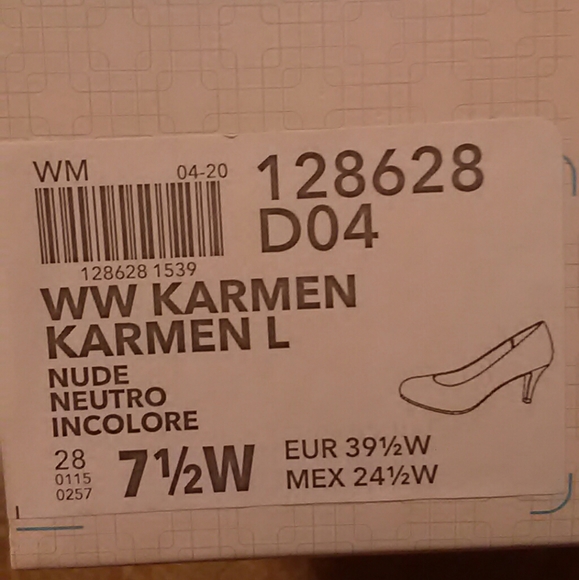 WM 04-20
128628
D04
128628 1539
WW KARMEN
KARMEN L
NUDE
NEUTRO
INCOLORE
28
0115
0257
7½W
EUR 39½W
MEX 24½W